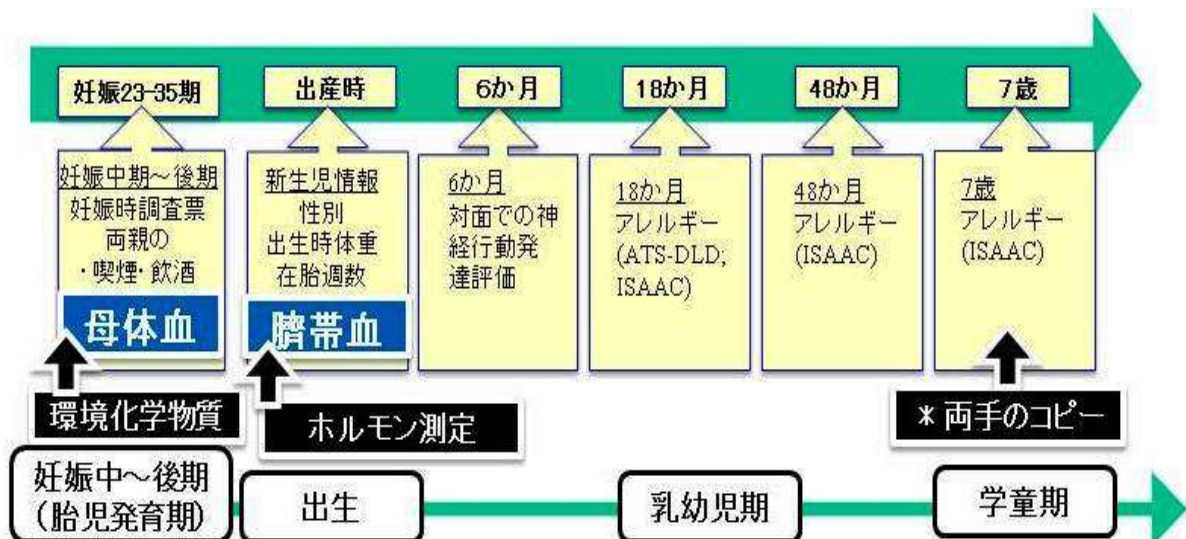 妊娠23-35期
出産時
6か月
18か月
48か月
7歳
妊娠中期～後期
妊娠時調査票
両親の
・喫煙・飲酒
母体血
新生児情報
性別
出生時体重
在胎週数
臍帯血
6か月
対面での神
経行動発
達評価
18か月
アレルギー
(ATS-DLD;
ISAAC)
48か月
アレルギー
(ISAAC)
7歳
アレルギー
(ISAAC)
環境化学物質
ホルモン測定
＊両手のコピー
妊娠中～後期
(胎児発育期)
出生
乳幼児期
学童期